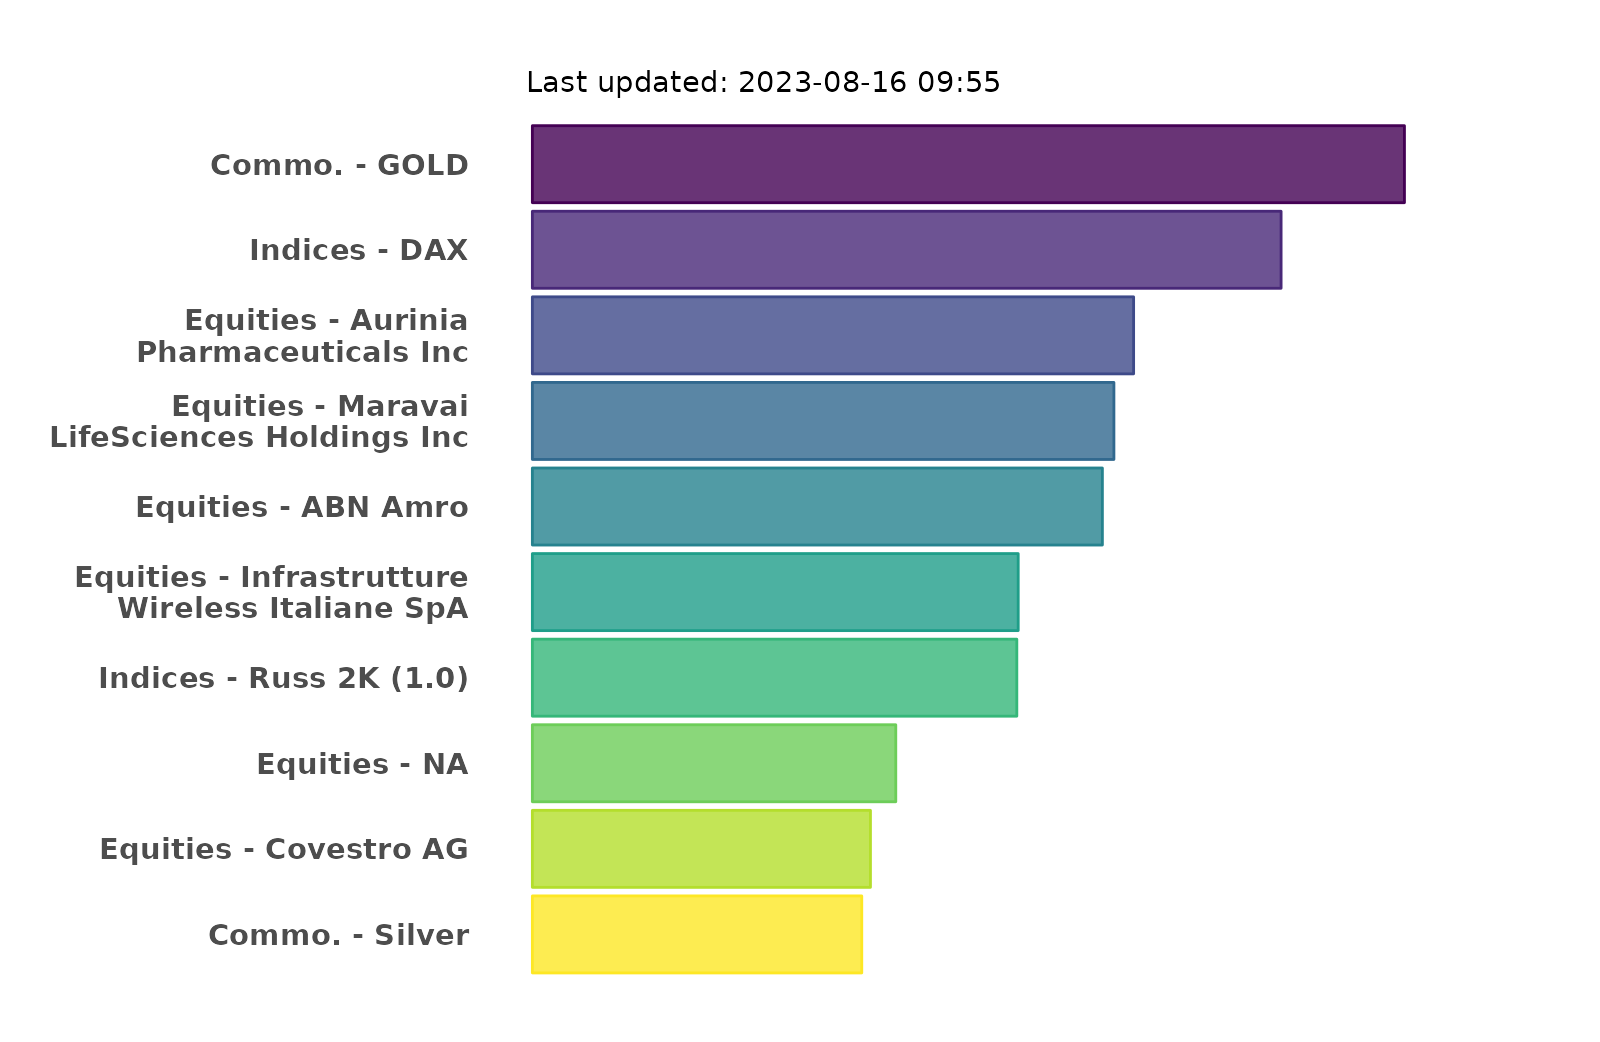 Last updated: 2023-08-16 09:55
Commo. - GOLD
Indices - DAX
Equities - Aurinia
Pharmaceuticals Inc
Equities - Maravai
LifeSciences Holdings Inc
Equities - ABN Amro
Equities - Infrastrutture
Wireless Italiane SpA
Indices - Russ 2K (1.0)
Equities - NA
Equities - Covestro AG
Commo. - Silver